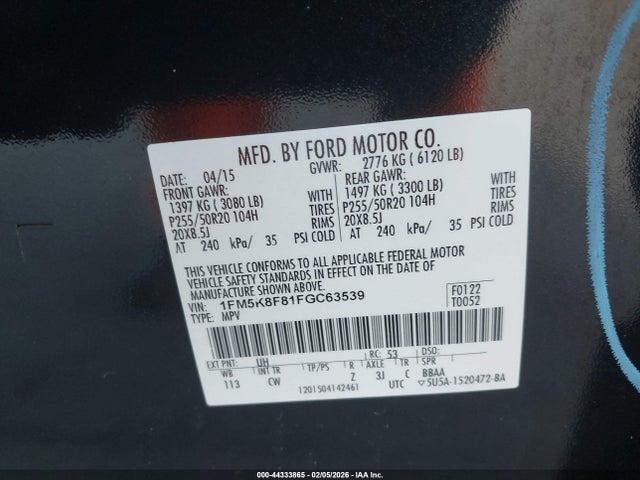 MFD. BY FORD MOTOR CO.
DATE: 04/15 GVWR: 2776 KG ( 6120 LB)
FRONT GAWR: REAR GAWR:
1397 KG ( 3080 LB) WITH 1497 KG ( 3300 LB) WITH
P255/50R20 104H TIRES P255/50R20 104H TIRES
20X8.5J RIMS 20X8.5J RIMS
AT 240 kPa/ 35 PSI COLD AT 240 kPa/ 35 PSI COLD
THIS VEHICLE CONFORMS TO ALL APPLICABLE FEDERAL MOTOR
VEHICLE SAFETY STANDARDS IN EFFECT ON THE DATE OF
MANUFACTURE SHOWN ABOVE.
VIN: 1FM5K8F81FGC63539 F0122
TYPE: MPV T0052
EXT PNT: UH RC: 53 DSO:
WB INT TR TP/PS R AXLE TR SPR
113 CW Z 3J C BBAA
1201504142461 UTC 5U5A-1520472-BA
000-44333865 - 02/05/2026 - IAA Inc.